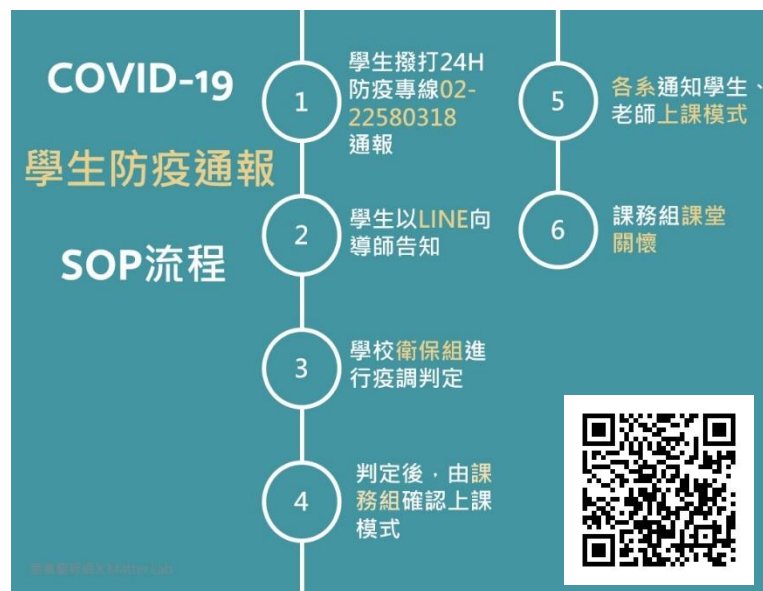 COVID-19
學生防疫通報
SOP流程
1
學生撥打24H
防疫專線02-
22580318
通報
2
學生以LINE向
導師告知
3
學校衛保組進
行疫調判定
4
判定後，由課
務組確認上課
模式
5
各系通知學生、
老師上課模式
6
課務組課堂
關懷